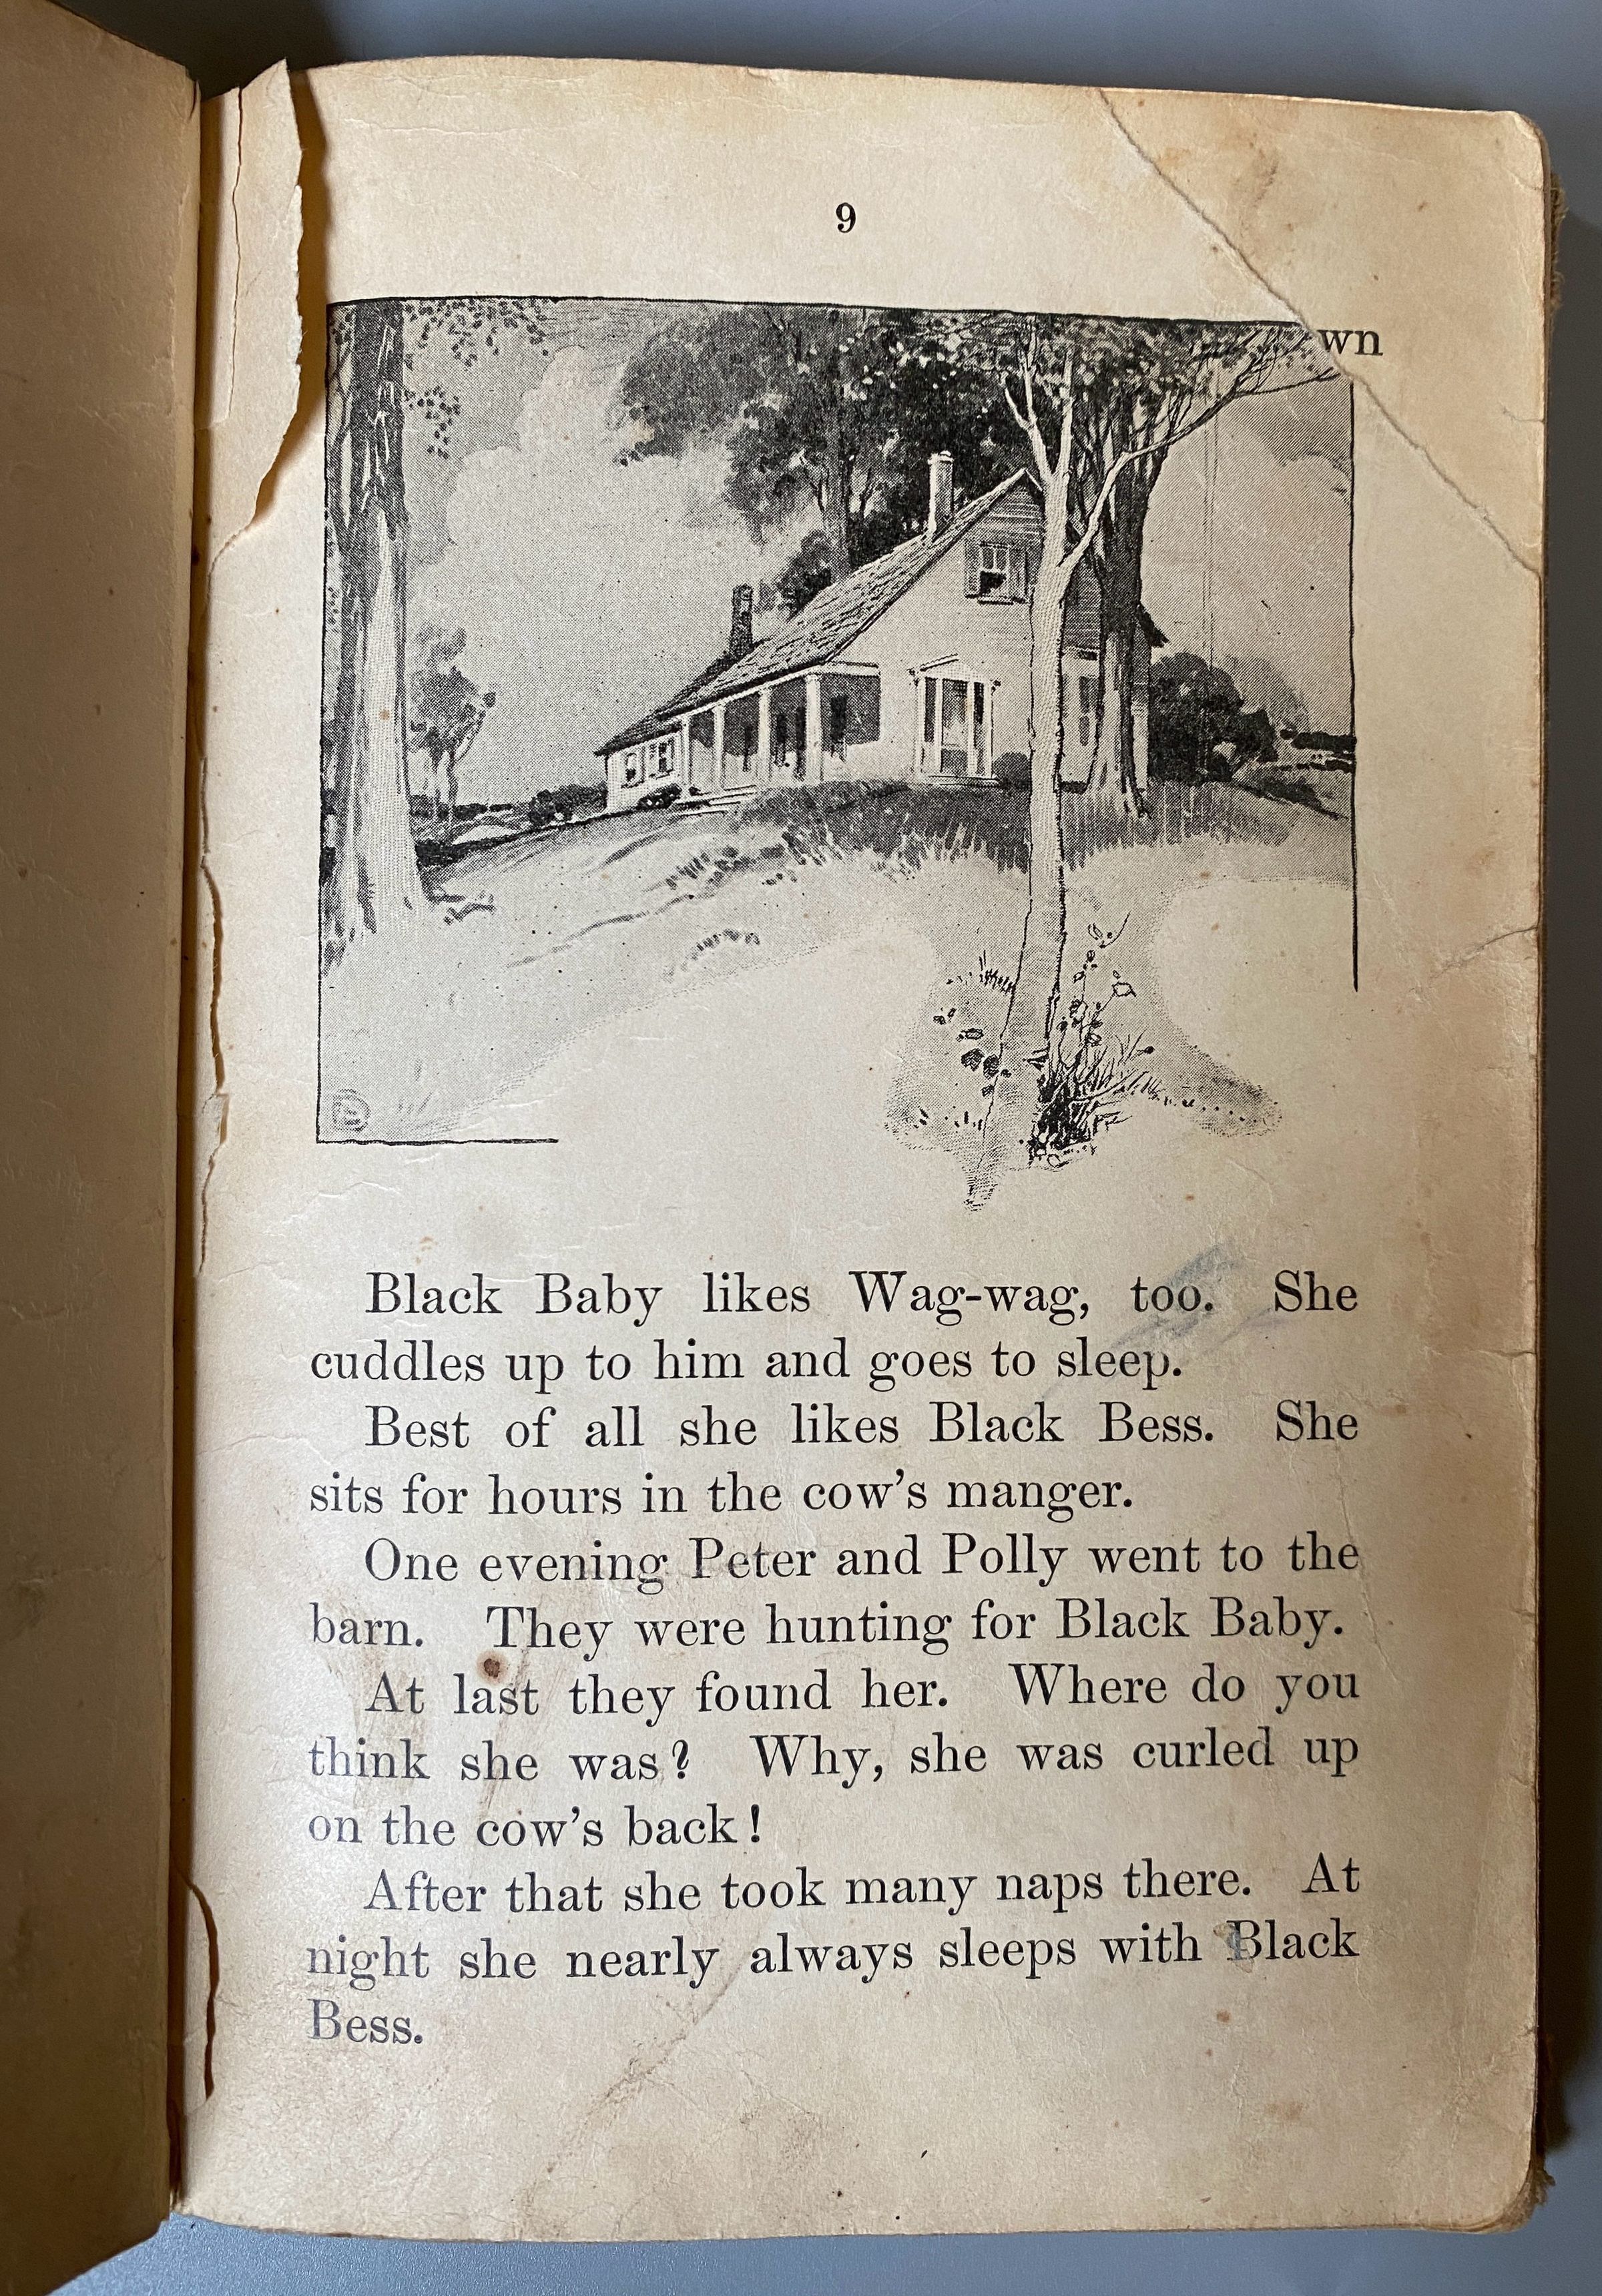 9
wn
Black Baby likes Wag-wag, too. She
cuddles up to him and goes to sleep.
Best of all she likes Black Bess. She
sits for hours in the cow's manger.
One evening Peter and Polly went to the
barn. They were hunting for Black Baby.
At last they found her. Where do you
think she was? Why, she was curled up
on the cow's back!
After that she took many naps there. At
night she nearly always sleeps with Black
Bess.